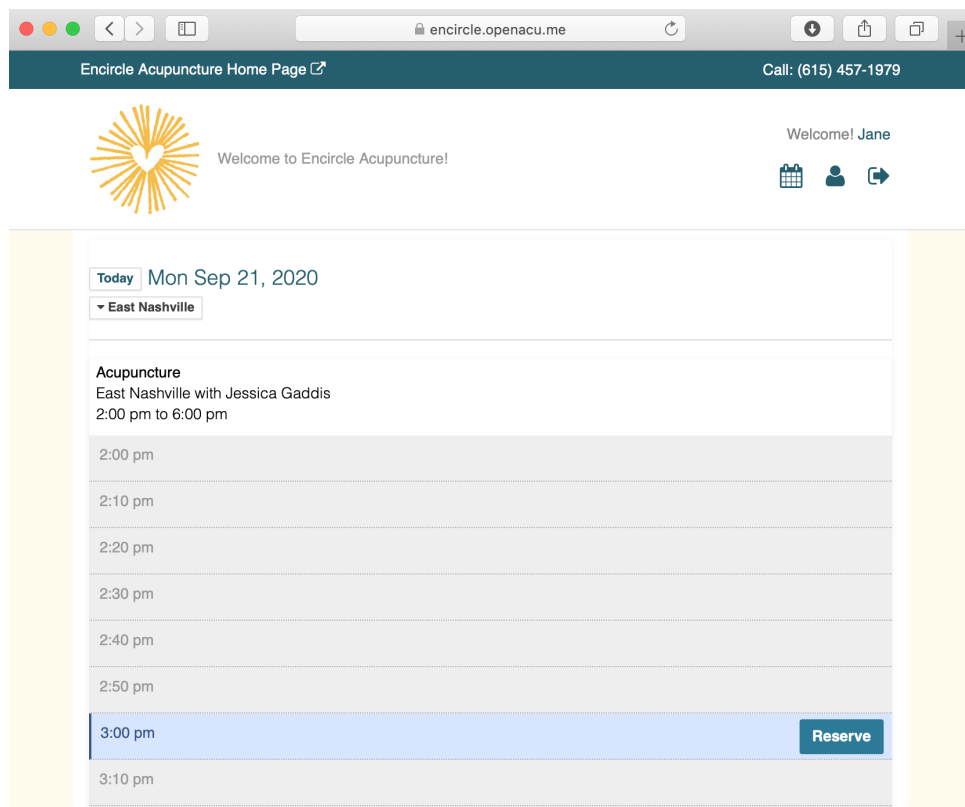 encircle.openacu.me
Encircle Acupuncture Home Page
Call: (615) 457-1979
Welcome to Encircle Acupuncture!
Welcome! Jane
Today Mon Sep 21, 2020
East Nashville
Acupuncture
East Nashville with Jessica Gaddis
2:00 pm to 6:00 pm
2:00 pm
2:10 pm
2:20 pm
2:30 pm
2:40 pm
2:50 pm
3:00 pm Reserve
3:10 pm